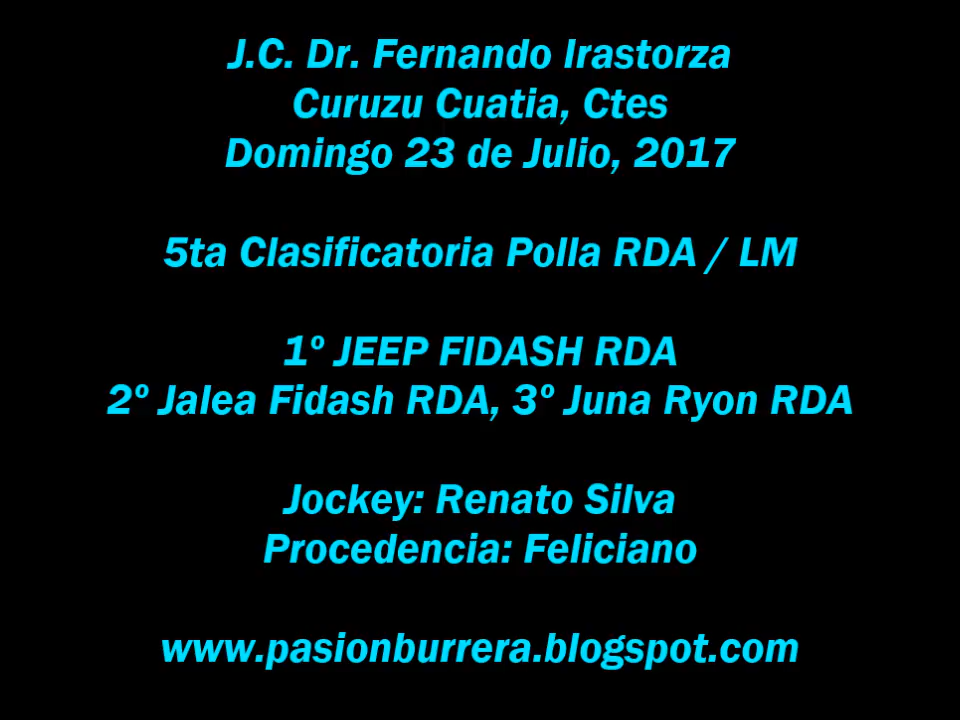 J.C. Dr. Fernando Irastorza
Curuzu Cuatia, Ctes
Domingo 23 de Julio, 2017
5ta Clasificatoria Polla RDA / LM
1º JEEP FIDASH RDA
2º Jalea Fidash RDA, 3º Juna Ryon RDA
Jockey: Renato Silva
Procedencia: Feliciano
www.pasionburrera.blogspot.com